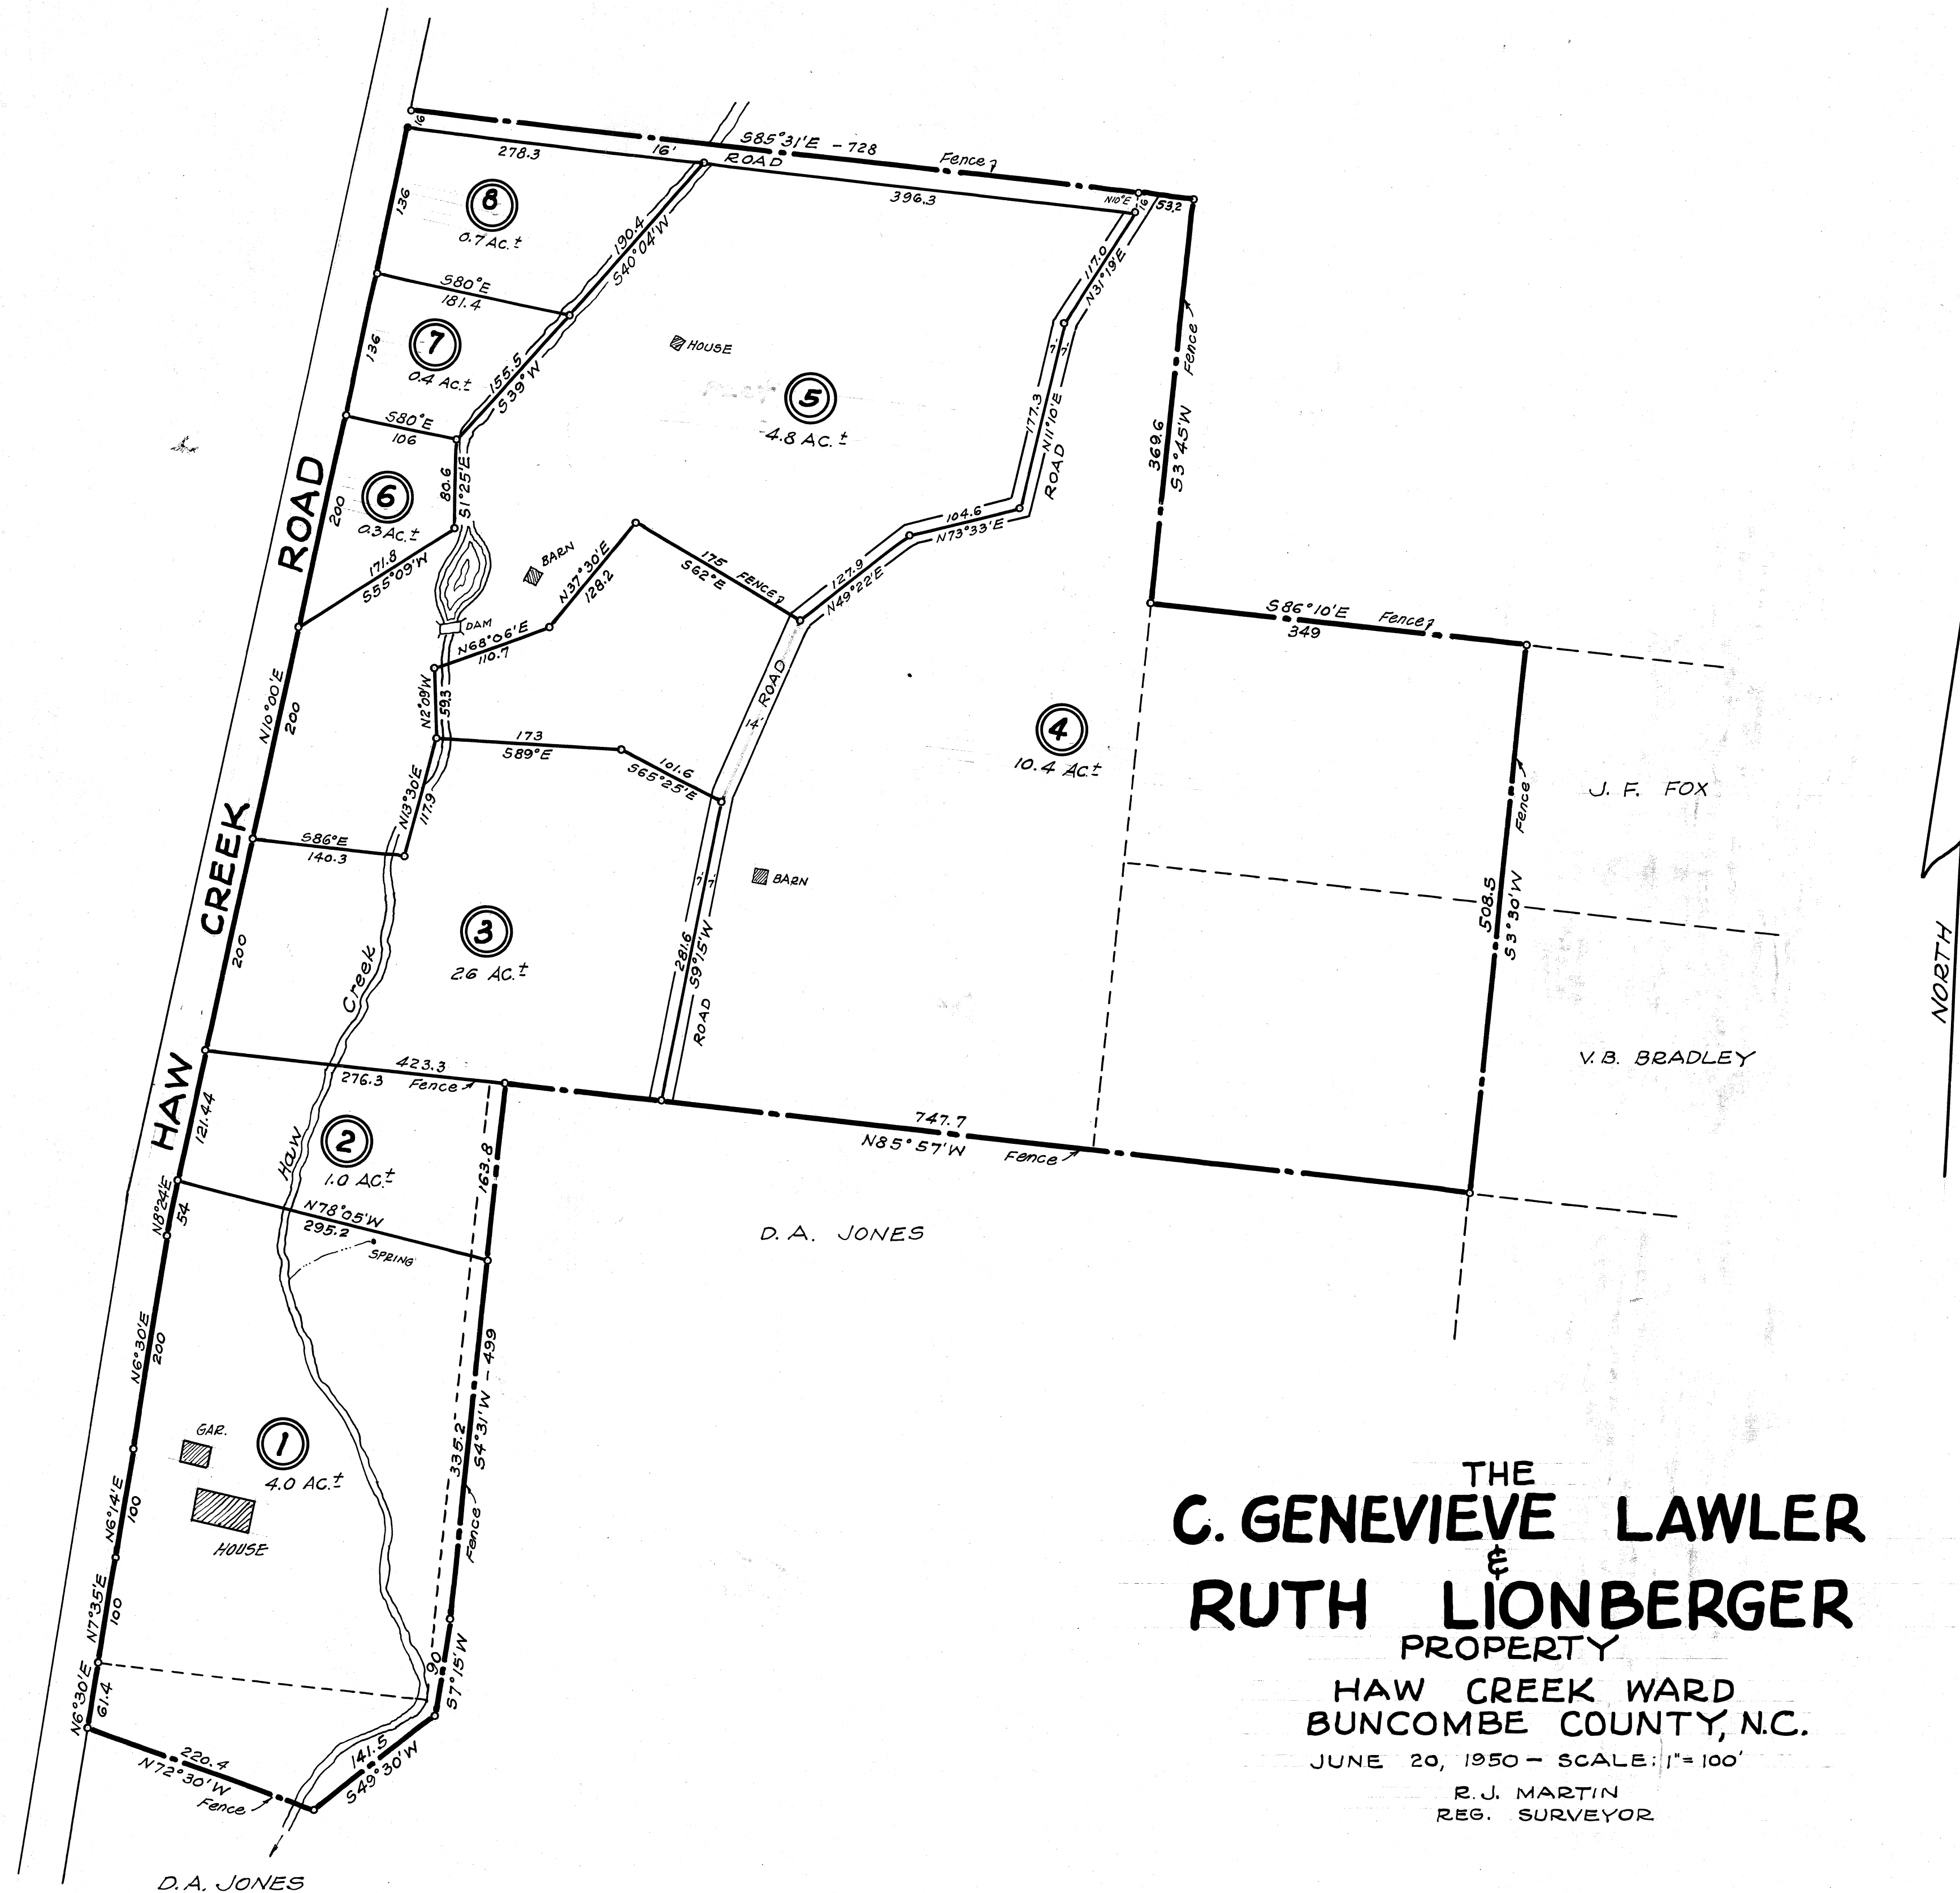 16
S85°31'E - 728
Fence
278.3
16'
ROAD
396.3
N10°E
16
53.2
136
8
0.7 AC.±
190.4
S40°04'W
117.0
N31°19'E
S80°E
181.4
136
7
0.4 AC.±
155.5
S39°W
HOUSE
5
4.8 AC.±
7' 7'
177.3
N11°10'E
ROAD
Fence
369.6
S3°45'W
S80°E
106
ROAD
200
6
0.3 AC.±
80.6
S1°25'E
171.8
S55°09'W
BARN
N37°30'E
128.2
175 FENCE
S62°E
104.6
N73°33'E
127.9
N49°22'E
S86°10'E Fence
349
DAM
N68°06'E
110.7
N2°09'W
59.3
N10°00'E
200
ROAD
14'
4
10.4 AC.±
173
S89°E
101.6
S65°25'E
N13°30'E
117.9
Fence
J. F. FOX
CREEK
S86°E
140.3
BARN
7' 7'
508.5
S3°30'W
200
3
2.6 AC.±
281.6
S9°15'W
ROAD
NORTH
Creek
HAW
423.3
276.3 Fence
V. B. BRADLEY
121.44
2
1.0 AC.±
Haw
163.8
747.7
N85°57'W Fence
N8°24'E
54
N78°05'W
295.2
SPRING
D. A. JONES
N6°30'E
200
S4°31'W - 499
335.2
GAR.
1
4.0 AC.±
HOUSE
Fence
N6°14'E
100
N7°35'E
100
N6°30'E
61.4
90
S7°15'W
220.4
N72°30'W
Fence
141.5
S49°30'W
D. A. JONES
THE
C. GENEVIEVE LAWLER
&
RUTH LIONBERGER
PROPERTY
HAW CREEK WARD
BUNCOMBE COUNTY, N.C.
JUNE 20, 1950 - SCALE: 1" = 100'
R. J. MARTIN
REG. SURVEYOR